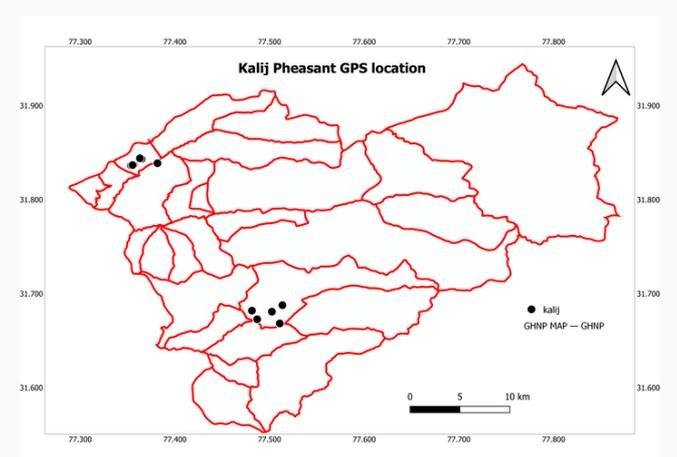 77.300 77.400 77.500 77.600 77.700 77.800
Kalij Pheasant GPS location
31.900 31.900
31.800 31.800
31.700 31.700
kalij
GHNP MAP — GHNP
31.600 31.600
0 5 10 km
77.300 77.400 77.500 77.600 77.700 77.800